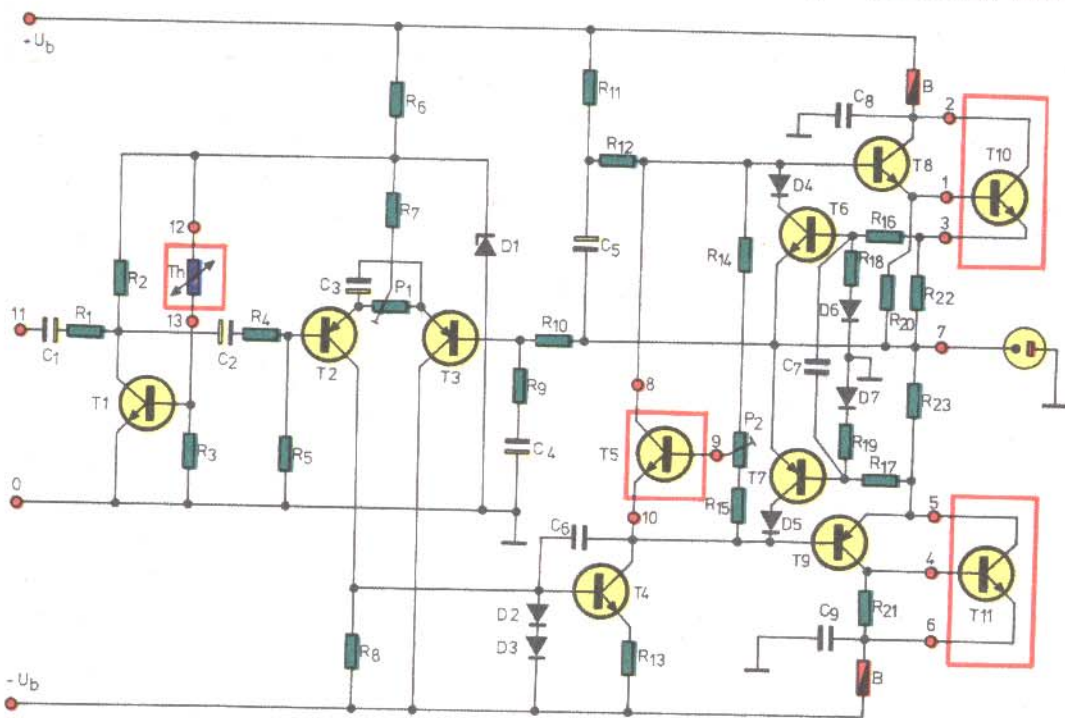 +U_b
R6
R11
C8
B
2
T10
R12
T8
1
D4
T6
R16
3
R7
12
R2
Th
D1
C5
R14
R18
R22
C3
P1
D6
R20
11
R1
13
C1
C2
R4
R10
7
T2
T3
C7
R9
8
T1
D7
R23
R3
R5
C4
P2
T5
9
R19
T7
R17
0
R15
10
D5
5
C6
T9
4
T4
D2
R21
T11
C9
6
R8
D3
R13
B
-U_b